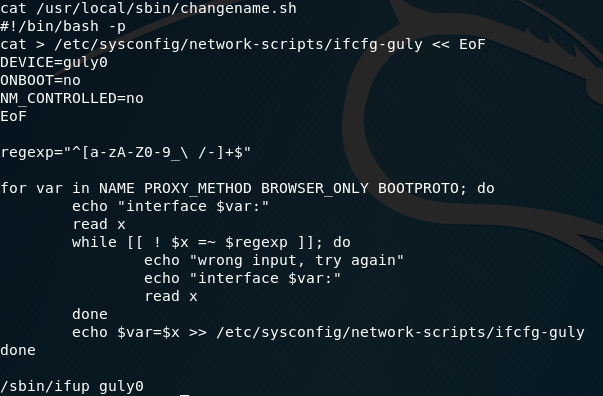 cat /usr/local/sbin/changename.sh
#!/bin/bash -p
cat > /etc/sysconfig/network-scripts/ifcfg-guly << EoF
DEVICE=guly0
ONBOOT=no
NM_CONTROLLED=no
EoF

regexp="^[a-zA-Z0-9_\ /-]+$"

for var in NAME PROXY_METHOD BROWSER_ONLY BOOTPROTO; do
        echo "interface $var:"
        read x
        while [[ ! $x =~ $regexp ]]; do
                echo "wrong input, try again"
                echo "interface $var:"
                read x
        done
        echo $var=$x >> /etc/sysconfig/network-scripts/ifcfg-guly
done

/sbin/ifup guly0